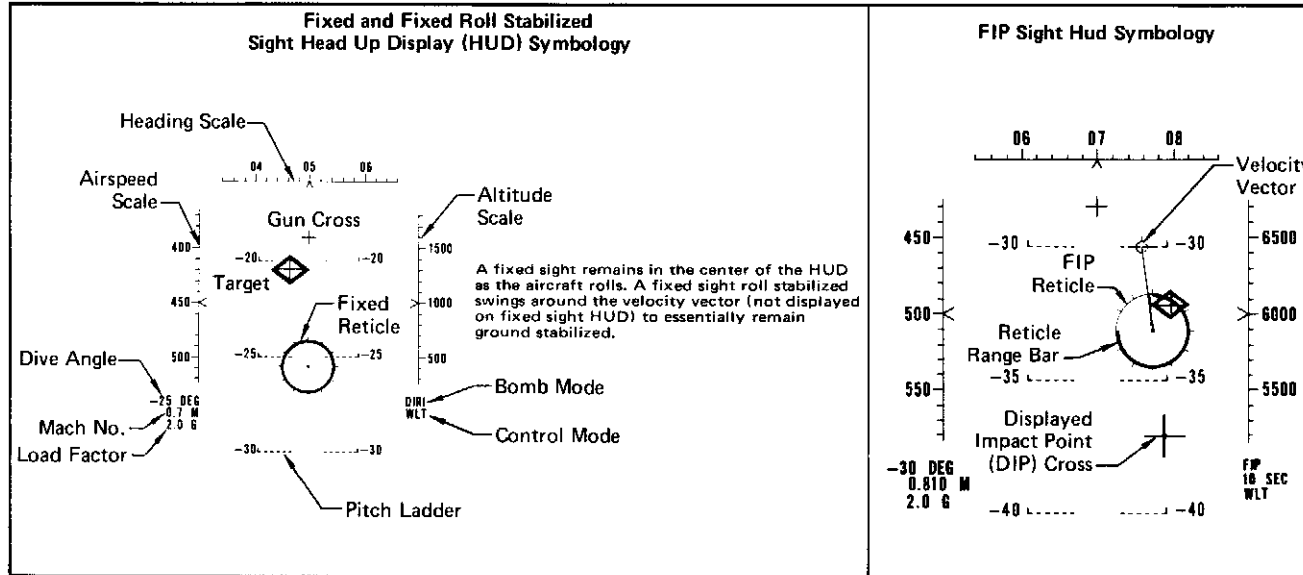 Fixed and Fixed Roll Stabilized
Sight Head Up Display (HUD) Symbology
Heading Scale
04 05 06
Airspeed
Scale
Altitude
Scale
Gun Cross
400
1500
-20 -20
Target
A fixed sight remains in the center of the HUD
as the aircraft rolls. A fixed sight roll stabilized
swings around the velocity vector (not displayed
on fixed sight HUD) to essentially remain
ground stabilized.
450
1000
Fixed
Reticle
-25 -25
500
500
Dive Angle
-25 DEG
0.7 M
2.0 G
Mach No.
Load Factor
DIRI
WLT
Bomb Mode
Control Mode
-30 -30
Pitch Ladder
FIP Sight Hud Symbology
06 07 08
Velocity
Vector
450
6500
-30 -30
FIP
Reticle
500
6000
Reticle
Range Bar
-35 -35
550
5500
Displayed
Impact Point
(DIP) Cross
-30 DEG
0.810 M
2.0 G
FIP
16 SEC
WLT
-40 -40